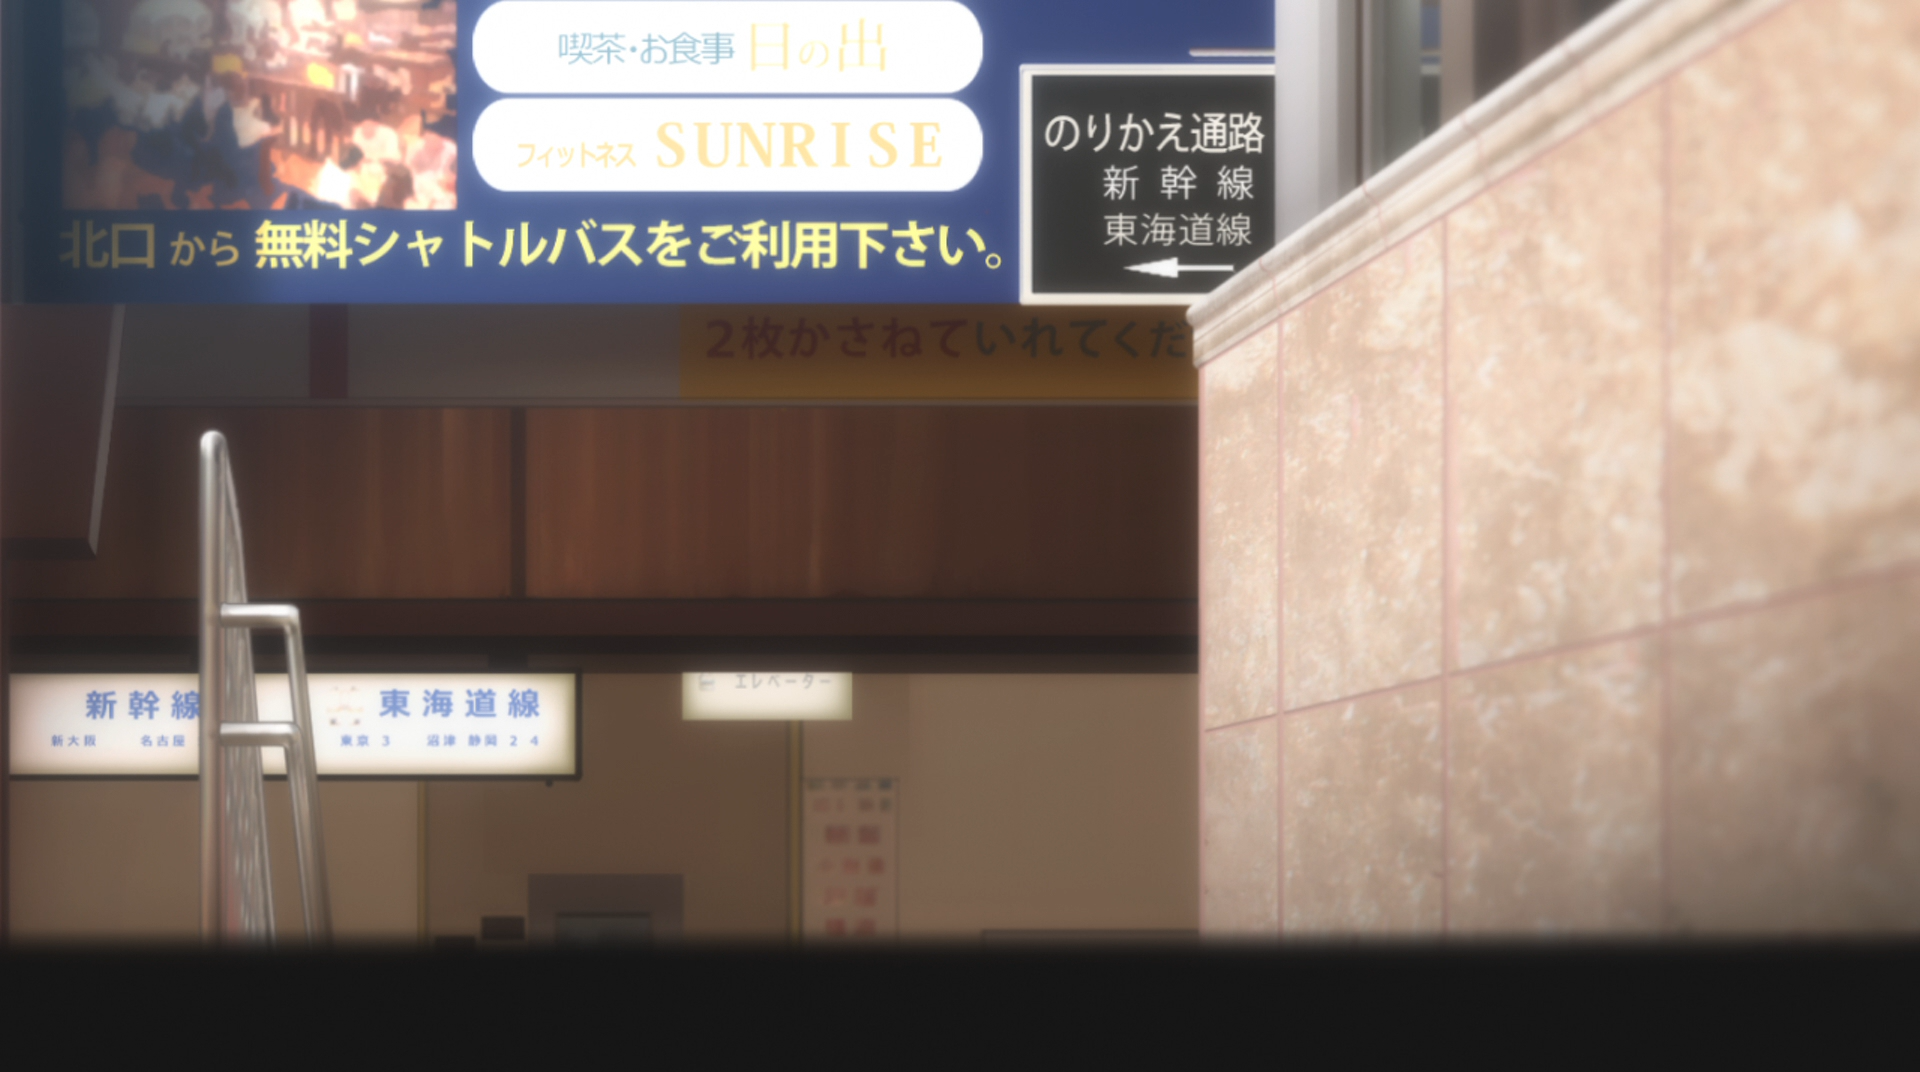 喫茶・お食事 日の出
フィットネス SUNRISE
北口から無料シャトルバスをご利用下さい。
のりかえ通路
新幹線
東海道線
2枚かさねていれてくだ
新幹線 東海道線
新大阪 名古屋 東京 3 沼津 静岡 2 4
エレベーター